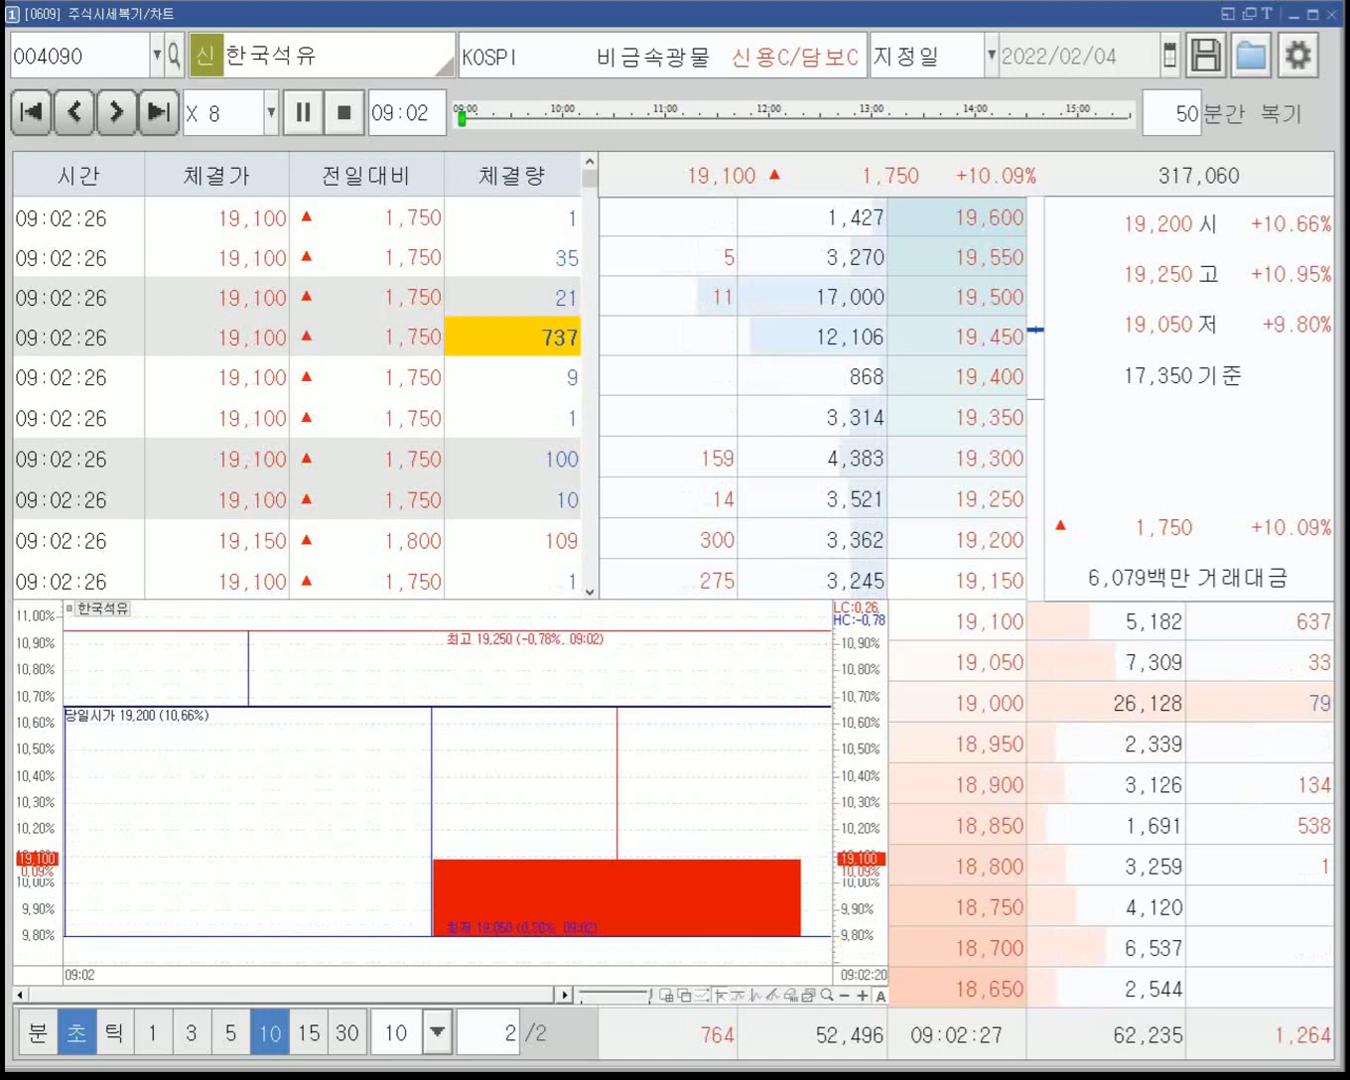 1 [0609] 주식시세복기/차트
004090 신 한국석유 KOSPI 비금속광물 신용C/담보C 지정일 2022/02/04
X 8 09:02 09:00 10:00 11:00 12:00 13:00 14:00 15:00 50 분간 복기
시간 체결가 전일대비 체결량 19,100 ▲ 1,750 +10.09% 317,060
09:02:26 19,100 ▲ 1,750 1 1,427 19,600 19,200 시 +10.66%
09:02:26 19,100 ▲ 1,750 35 5 3,270 19,550
19,250 고 +10.95%
09:02:26 19,100 ▲ 1,750 21 11 17,000 19,500
09:02:26 19,100 ▲ 1,750 737 12,106 19,450 19,050 저 +9.80%
09:02:26 19,100 ▲ 1,750 9 868 19,400 17,350 기준
09:02:26 19,100 ▲ 1,750 1 3,314 19,350
09:02:26 19,100 ▲ 1,750 100 159 4,383 19,300
09:02:26 19,100 ▲ 1,750 10 14 3,521 19,250
▲ 1,750 +10.09%
09:02:26 19,150 ▲ 1,800 109 300 3,362 19,200
09:02:26 19,100 ▲ 1,750 1 275 3,245 19,150 6,079백만 거래대금
한국석유
LC:0.26
HC:-0.78
최고 19,250 (-0.78%, 09:02)
당일시가 19,200 (10.66%)
최저 19,050 (0.26%, 09:02)
11.00%
10.90% 10.90%
10.80% 10.80%
10.70% 10.70%
10.60% 10.60%
10.50% 10.50%
10.40% 10.40%
10.30% 10.30%
10.20% 10.20%
19,100 19,100
10.09%
10.00% 10.00%
9.90% 9.90%
9.80% 9.80%
09:02 09:02:20
19,100 5,182 637
19,050 7,309 33
19,000 26,128 79
18,950 2,339
18,900 3,126 134
18,850 1,691 538
18,800 3,259 1
18,750 4,120
18,700 6,537
18,650 2,544
A
분 초 틱 1 3 5 10 15 30 10 2 /2 764 52,496 09:02:27 62,235 1,264